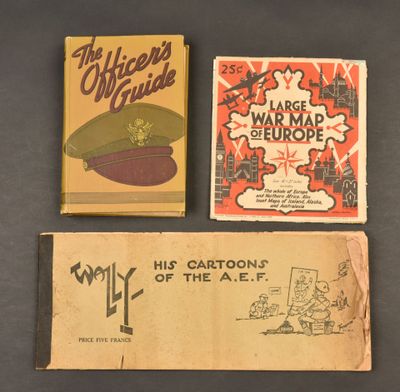 The
Officer's
Guide
25¢
LARGE
WAR MAP
OF EUROPE
The whole of Europe
and Northern Africa. Also
Inset Maps of Iceland, Alaska,
and Australasia
WALLY
HIS CARTOONS
OF THE A.E.F.
PRICE FIVE FRANCS